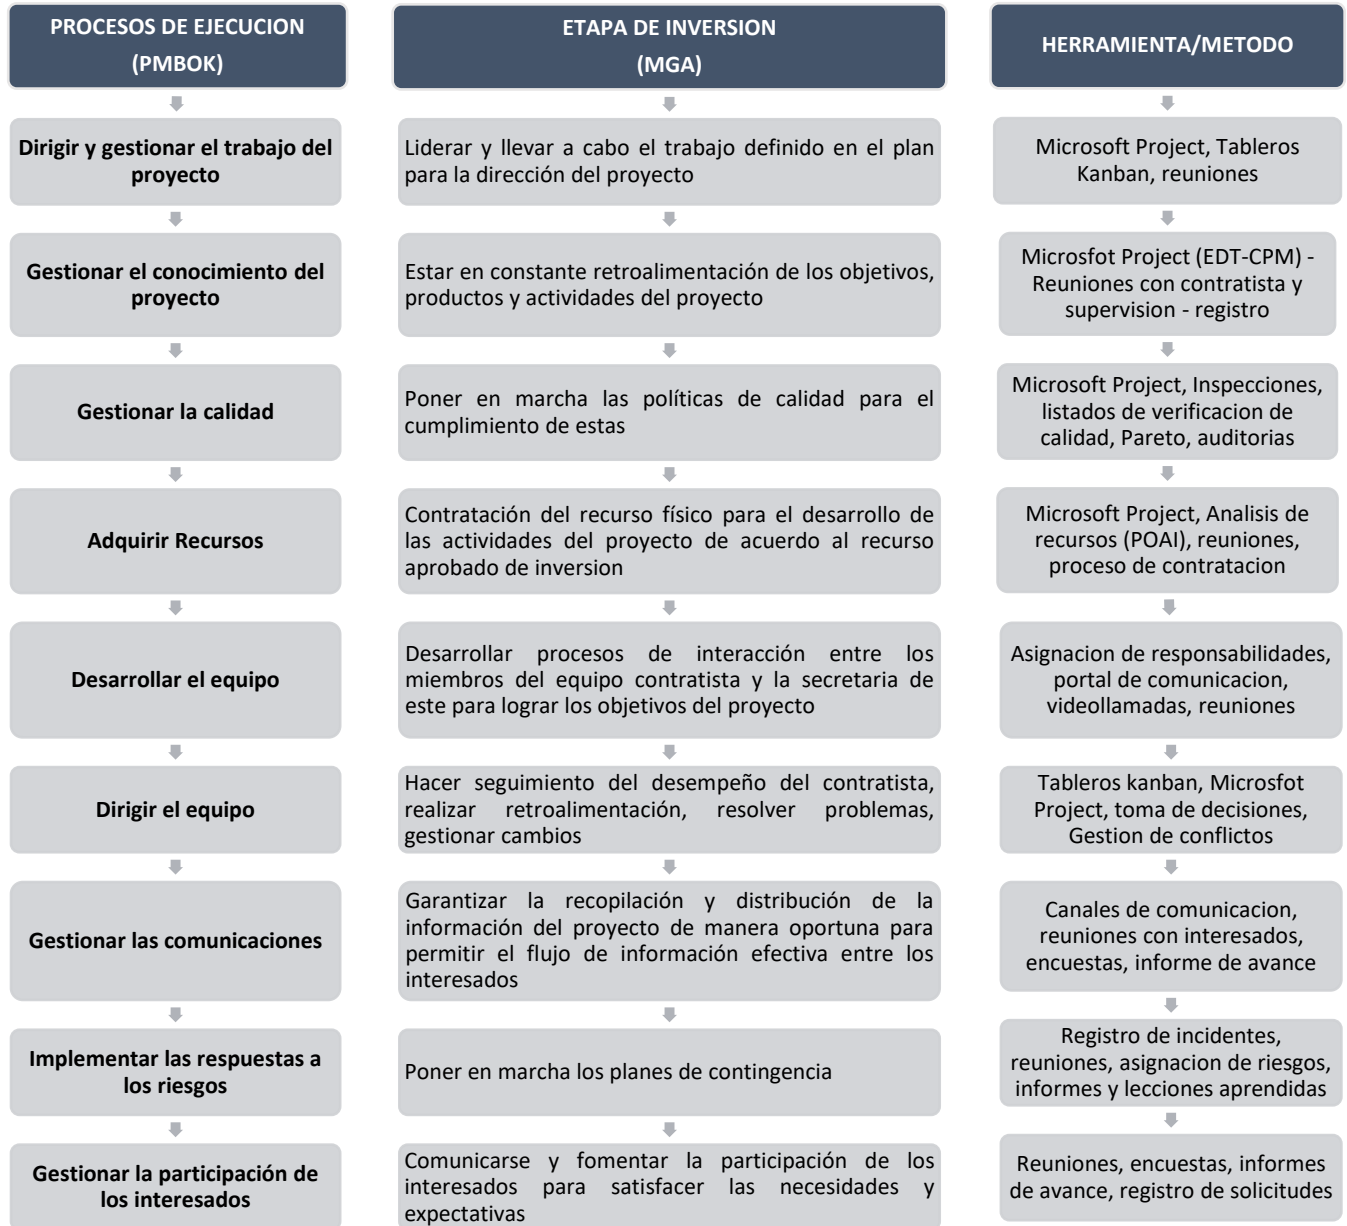 PROCESOS DE EJECUCION
(PMBOK)
ETAPA DE INVERSION
(MGA)
HERRAMIENTA/METODO
Dirigir y gestionar el trabajo del
proyecto
Liderar y llevar a cabo el trabajo definido en el plan
para la dirección del proyecto
Microsoft Project, Tableros
Kanban, reuniones
Gestionar el conocimiento del
proyecto
Estar en constante retroalimentación de los objetivos,
productos y actividades del proyecto
Microsfot Project (EDT-CPM) -
Reuniones con contratista y
supervision - registro
Gestionar la calidad
Poner en marcha las políticas de calidad para el
cumplimiento de estas
Microsoft Project, Inspecciones,
listados de verificacion de
calidad, Pareto, auditorias
Adquirir Recursos
Contratación del recurso físico para el desarrollo de
las actividades del proyecto de acuerdo al recurso
aprobado de inversion
Microsoft Project, Analisis de
recursos (POAI), reuniones,
proceso de contratacion
Desarrollar el equipo
Desarrollar procesos de interacción entre los
miembros del equipo contratista y la secretaria de
este para lograr los objetivos del proyecto
Asignacion de responsabilidades,
portal de comunicacion,
videollamadas, reuniones
Dirigir el equipo
Hacer seguimiento del desempeño del contratista,
realizar retroalimentación, resolver problemas,
gestionar cambios
Tableros kanban, Microsfot
Project, toma de decisiones,
Gestion de conflictos
Gestionar las comunicaciones
Garantizar la recopilación y distribución de la
información del proyecto de manera oportuna para
permitir el flujo de información efectiva entre los
interesados
Canales de comunicacion,
reuniones con interesados,
encuestas, informe de avance
Implementar las respuestas a
los riesgos
Poner en marcha los planes de contingencia
Registro de incidentes,
reuniones, asignacion de riesgos,
informes y lecciones aprendidas
Gestionar la participación de
los interesados
Comunicarse y fomentar la participación de los
interesados para satisfacer las necesidades y
expectativas
Reuniones, encuestas, informes
de avance, registro de solicitudes